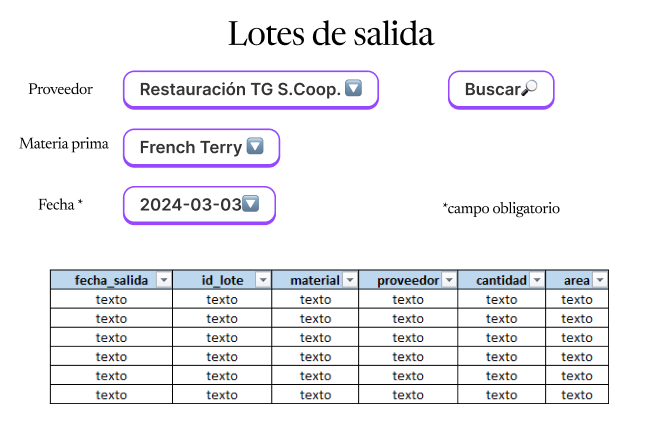 Lotes de salida
Proveedor Restauración TG S.Coop. Buscar
Materia prima French Terry
Fecha * 2024-03-03
*campo obligatorio
fecha_salida id_lote material proveedor cantidad area
texto texto texto texto texto texto
texto texto texto texto texto texto
texto texto texto texto texto texto
texto texto texto texto texto texto
texto texto texto texto texto texto
texto texto texto texto texto texto